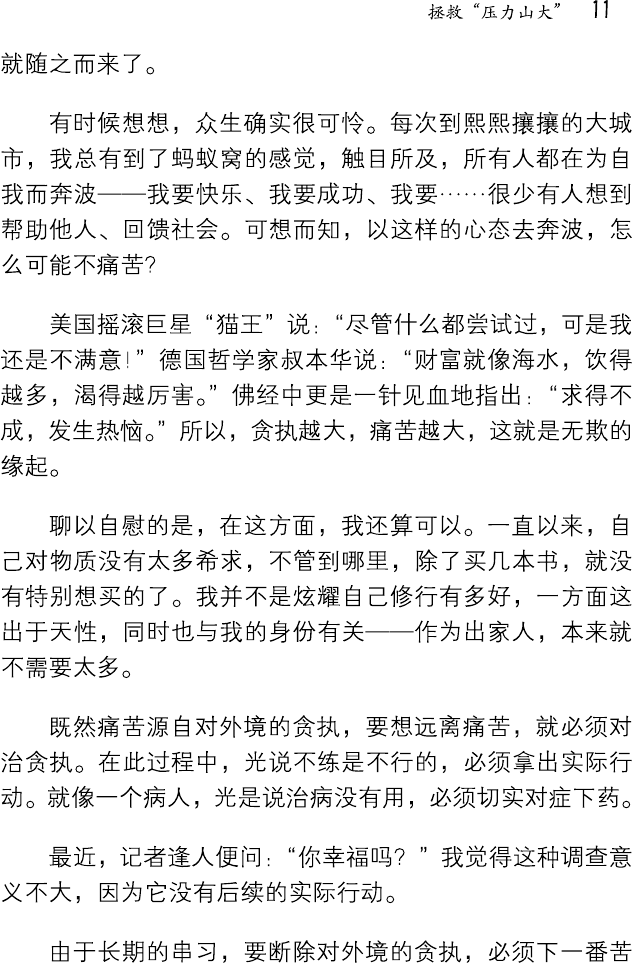 拯救“压力山大” 11
就随之而来了。
有时候想想，众生确实很可怜。每次到熙熙攘攘的大城
市，我总有到了蚂蚁窝的感觉，触目所及，所有人都在为自
我而奔波——我要快乐、我要成功、我要……很少有人想到
帮助他人、回馈社会。可想而知，以这样的心态去奔波，怎
么可能不痛苦？
美国摇滚巨星“猫王”说：“尽管什么都尝试过，可是我
还是不满意！”德国哲学家叔本华说：“财富就像海水，饮得
越多，渴得越厉害。”佛经中更是一针见血地指出：“求得不
成，发生热恼。”所以，贪执越大，痛苦越大，这就是无欺的
缘起。
聊以自慰的是，在这方面，我还算可以。一直以来，自
己对物质没有太多希求，不管到哪里，除了买几本书，就没
有特别想买的了。我并不是炫耀自己修行有多好，一方面这
出于天性，同时也与我的身份有关——作为出家人，本来就
不需要太多。
既然痛苦源自对外境的贪执，要想远离痛苦，就必须对
治贪执。在此过程中，光说不练是不行的，必须拿出实际行
动。就像一个病人，光是说治病没有用，必须切实对症下药。
最近，记者逢人便问：“你幸福吗？”我觉得这种调查意
义不大，因为它没有后续的实际行动。
由于长期的串习，要断除对外境的贪执，必须下一番苦